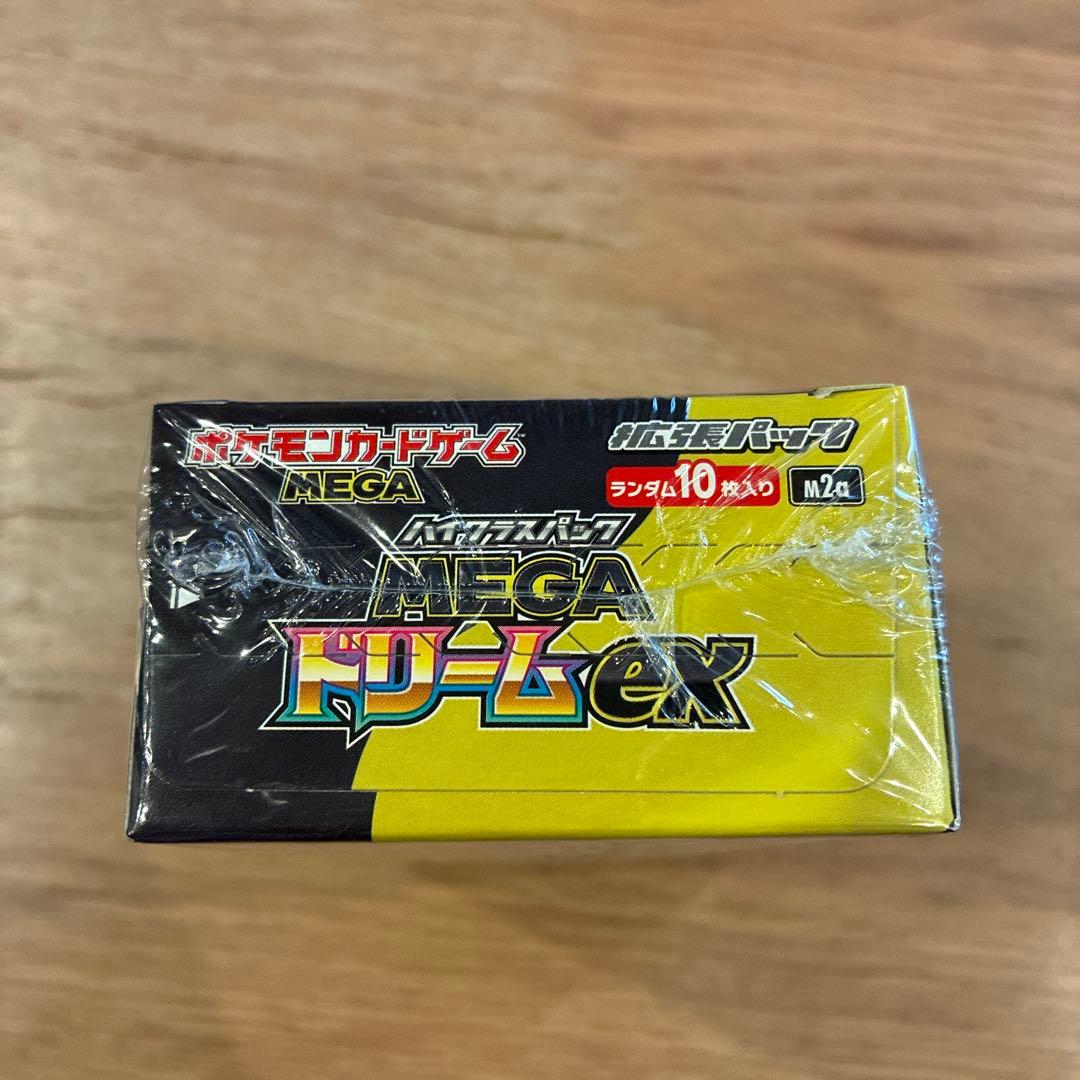 ポケモンカードゲーム™
MEGA
拡張パック
ランダム10枚入り
M2a
ハイクラスパック
MEGA
ドリームex